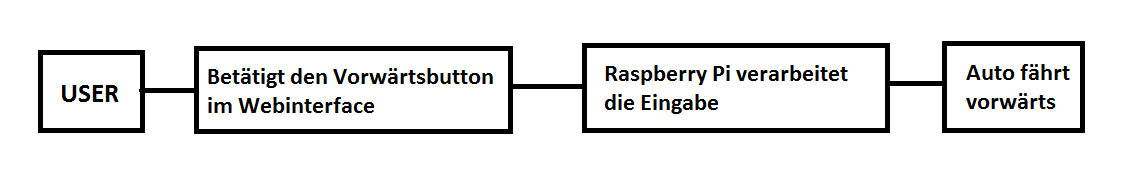 USER
Betätigt den Vorwärtsbutton
im Webinterface
Raspberry Pi verarbeitet
die Eingabe
Auto fährt
vorwärts